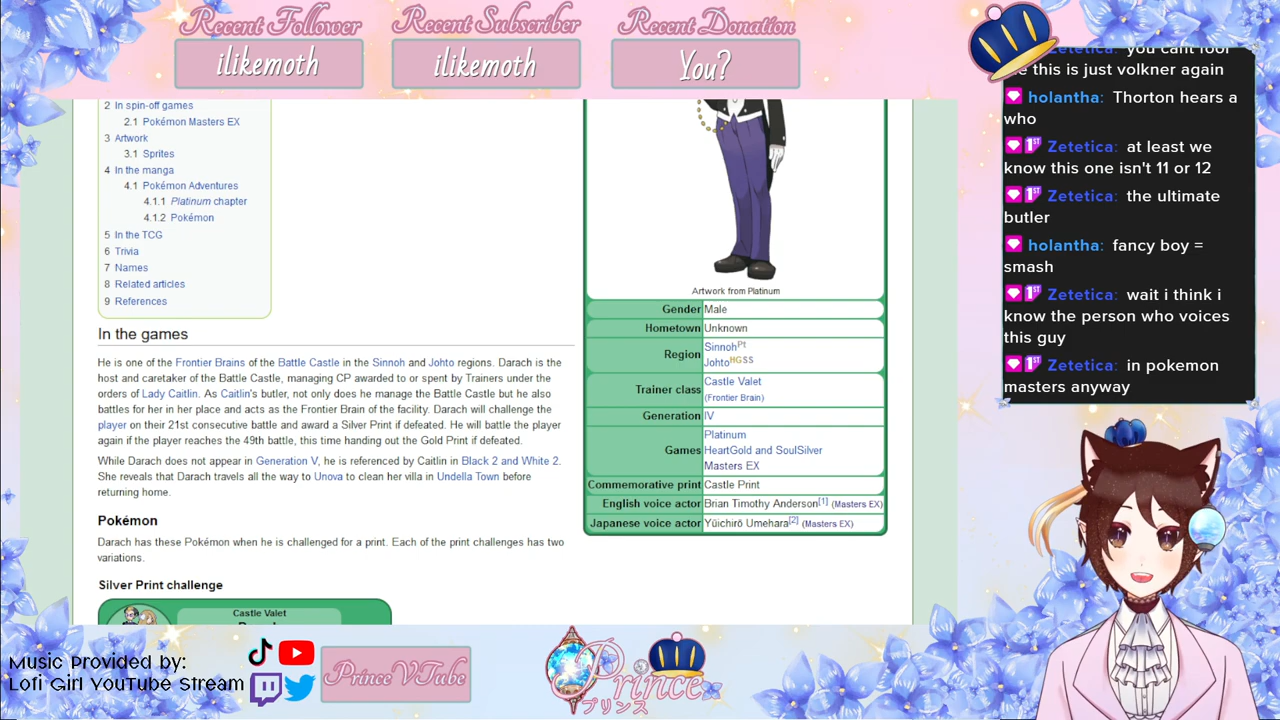 Recent Follower
ilikemoth
Recent Subscriber
ilikemoth
Recent Donation
You?
2 In spin-off games
2.1 Pokémon Masters EX
3 Artwork
3.1 Sprites
4 In the manga
4.1 Pokémon Adventures
4.1.1 Platinum chapter
4.1.2 Pokémon
5 In the TCG
6 Trivia
7 Names
8 Related articles
9 References
In the games
He is one of the Frontier Brains of the Battle Castle in the Sinnoh and Johto regions. Darach is the
host and caretaker of the Battle Castle, managing CP awarded to or spent by Trainers under the
orders of Lady Caitlin. As Caitlin's butler, not only does he manage the Battle Castle but he also
battles for her in her place and acts as the Frontier Brain of the facility. Darach will challenge the
player on their 21st consecutive battle and award a Silver Print if defeated. He will battle the player
again if the player reaches the 49th battle, this time handing out the Gold Print if defeated.
While Darach does not appear in Generation V, he is referenced by Caitlin in Black 2 and White 2.
She reveals that Darach travels all the way to Unova to clean her villa in Undella Town before
returning home.
Pokémon
Darach has these Pokémon when he is challenged for a print. Each of the print challenges has two
variations.
Silver Print challenge
Castle Valet
Artwork from Platinum
Gender Male
Hometown Unknown
Region Sinnoh Pt
Johto HGSS
Trainer class Castle Valet
(Frontier Brain)
Generation IV
Games Platinum
HeartGold and SoulSilver
Masters EX
Commemorative print Castle Print
English voice actor Brian Timothy Anderson[1] (Masters EX)
Japanese voice actor Yūichirō Umehara[2] (Masters EX)
Zetetica: you cant fool
me this is just volkner again
holantha: Thorton hears a
who
1ST Zetetica: at least we
know this one isn't 11 or 12
1ST Zetetica: the ultimate
butler
holantha: fancy boy =
smash
1ST Zetetica: wait i think i
know the person who voices
this guy
1ST Zetetica: in pokemon
masters anyway
Music Provided by:
Lofi Girl YouTube Stream
Prince VTube
Prince
プリンス